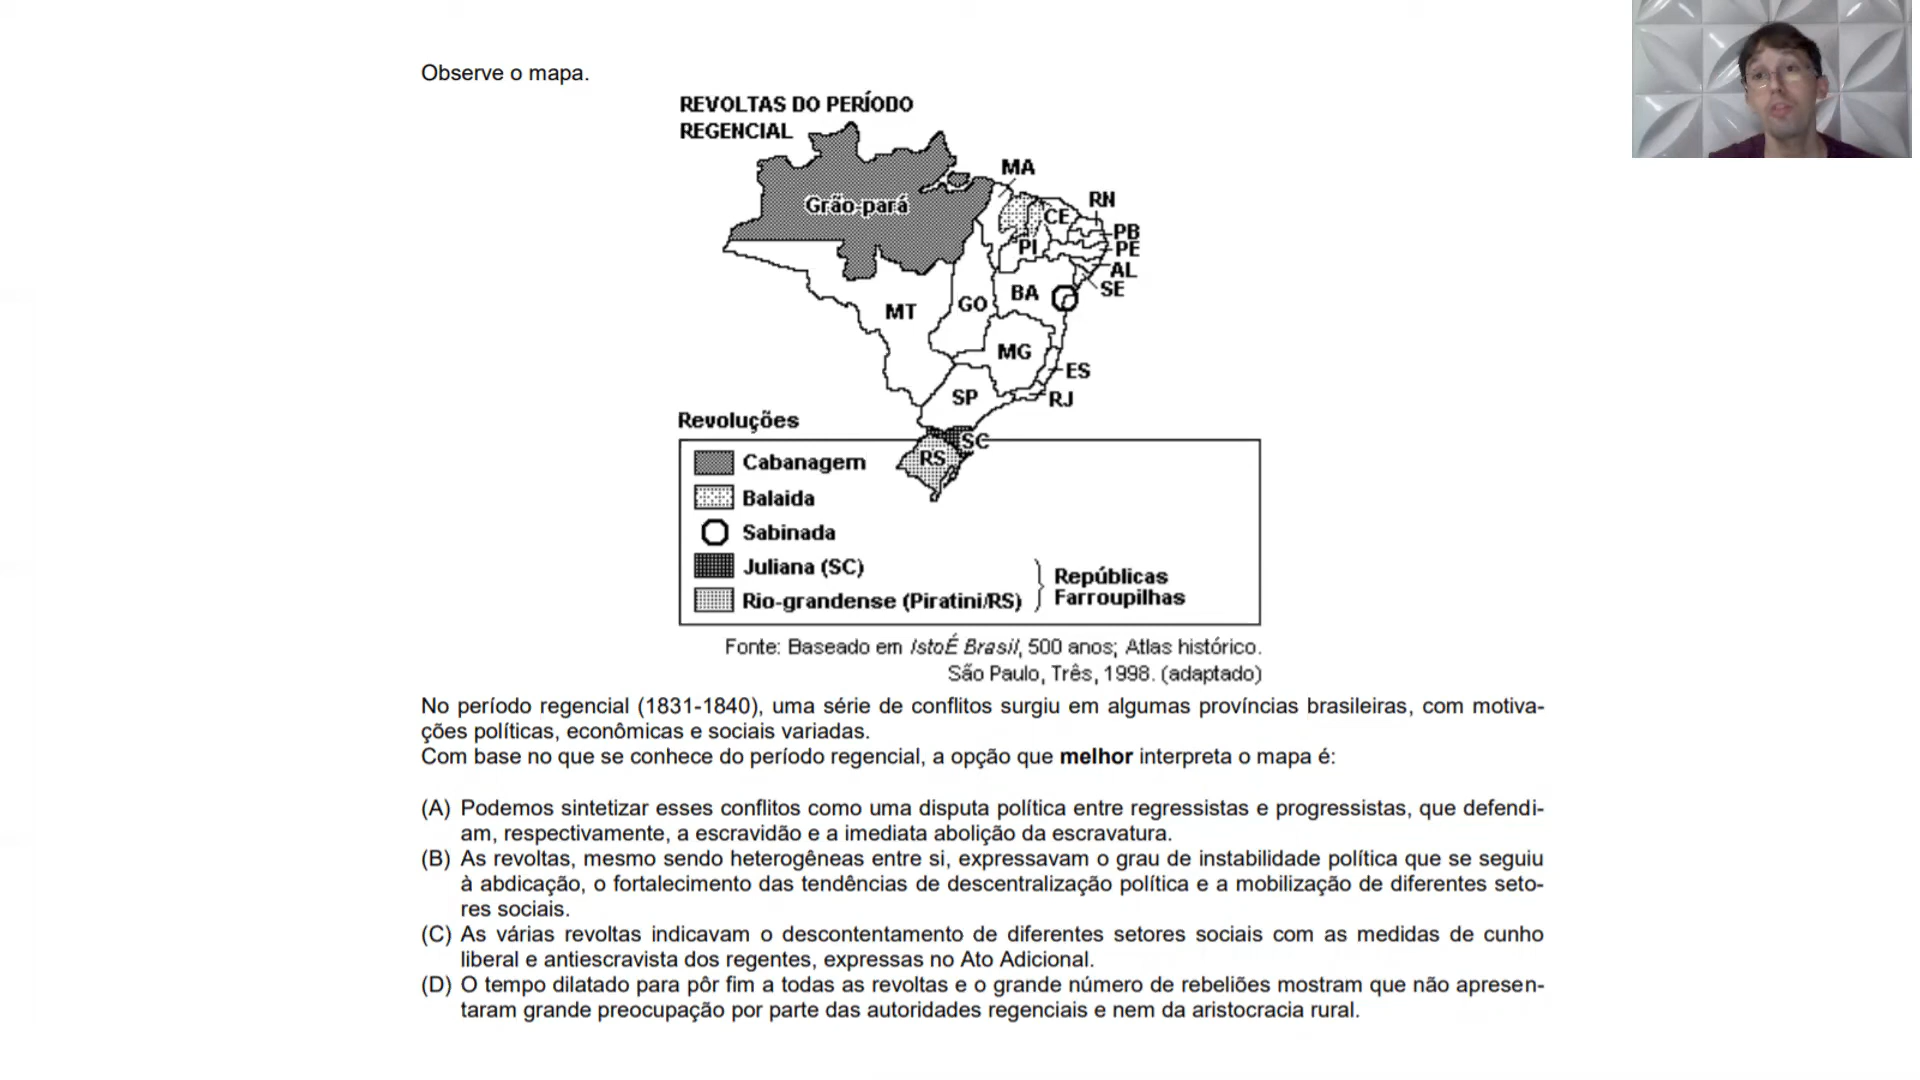 Observe o mapa.
REVOLTAS DO PERÍODO
REGENCIAL
MA
Grão-pará
RN
CE
PB
PI
PE
AL
SE
BA
GO
MT
MG
ES
SP
RJ
Revoluções
SC
RS
Cabanagem
Balaida
Sabinada
Juliana (SC)
Rio-grandense (Piratini/RS)
Repúblicas
Farroupilhas
Fonte: Baseado em IstoÉ Brasil, 500 anos; Atlas histórico.
São Paulo, Três, 1998. (adaptado)
No período regencial (1831-1840), uma série de conflitos surgiu em algumas províncias brasileiras, com motiva-
ções políticas, econômicas e sociais variadas.
Com base no que se conhece do período regencial, a opção que melhor interpreta o mapa é:
(A) Podemos sintetizar esses conflitos como uma disputa política entre regressistas e progressistas, que defendi-
am, respectivamente, a escravidão e a imediata abolição da escravatura.
(B) As revoltas, mesmo sendo heterogêneas entre si, expressavam o grau de instabilidade política que se seguiu
à abdicação, o fortalecimento das tendências de descentralização política e a mobilização de diferentes seto-
res sociais.
(C) As várias revoltas indicavam o descontentamento de diferentes setores sociais com as medidas de cunho
liberal e antiescravista dos regentes, expressas no Ato Adicional.
(D) O tempo dilatado para pôr fim a todas as revoltas e o grande número de rebeliões mostram que não apresen-
taram grande preocupação por parte das autoridades regenciais e nem da aristocracia rural.